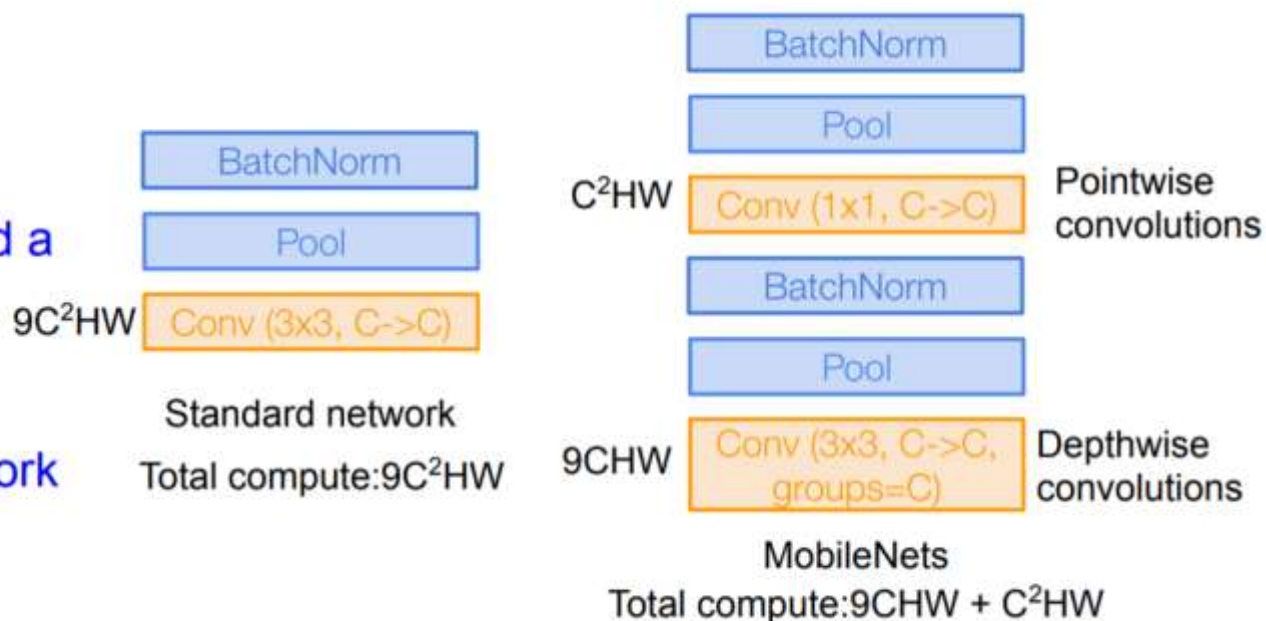 d a
ork
BatchNorm
Pool
9C²HW
Conv (3x3, C->C)
Standard network
Total compute:9C²HW
BatchNorm
Pool
C²HW
Conv (1x1, C->C)
Pointwise
convolutions
BatchNorm
Pool
9CHW
Conv (3x3, C->C,
groups=C)
Depthwise
convolutions
MobileNets
Total compute:9CHW + C²HW